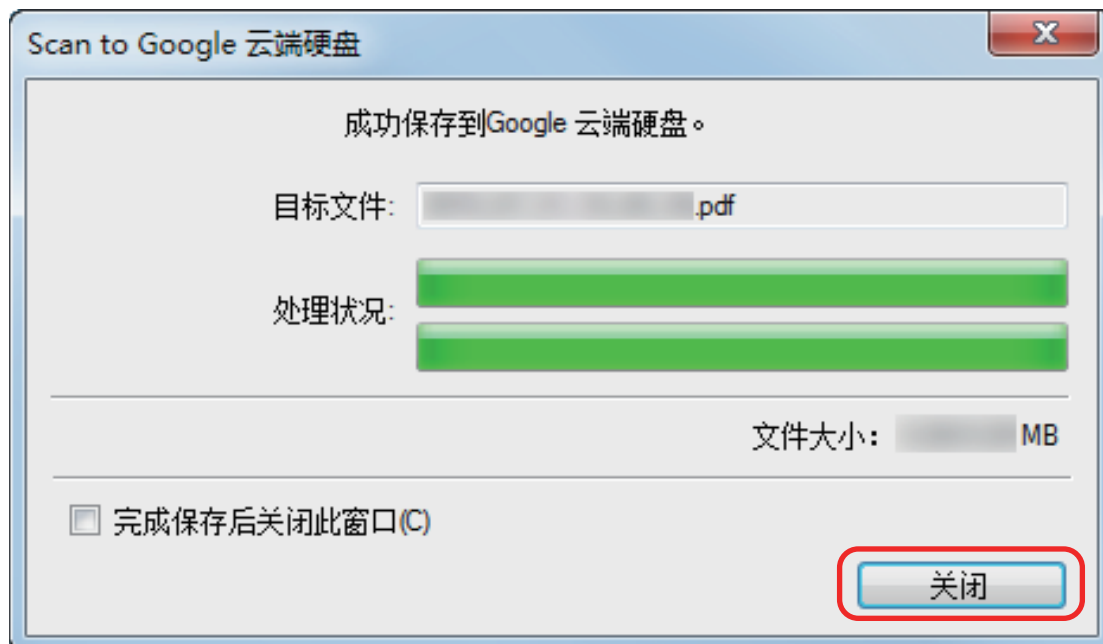 Scan to Google 云端硬盘
成功保存到Google 云端硬盘。
目标文件: .pdf
处理状况:
文件大小: MB
完成保存后关闭此窗口(C)
关闭